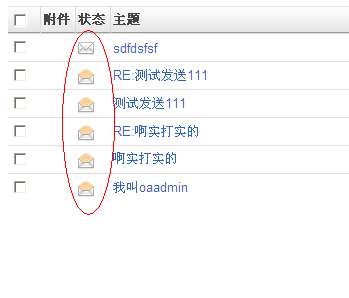 附件 状态 主题
sdfdsfsf
RE:测试发送111
测试发送111
RE:啊实打实的
啊实打实的
我叫oaadmin